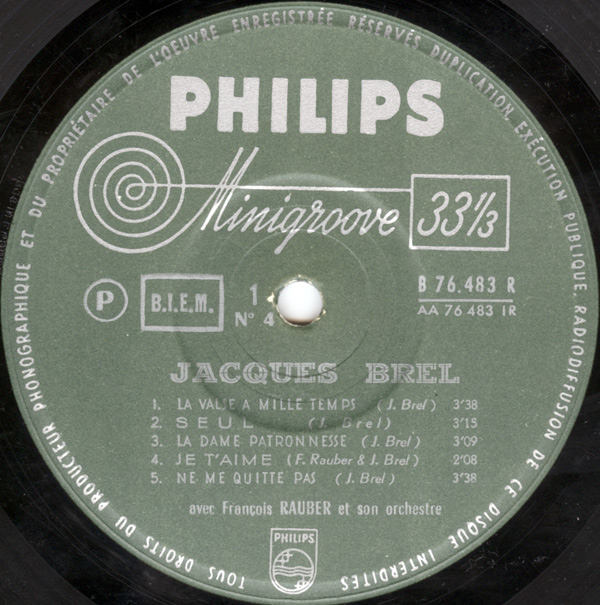 TOUS DROITS DU PRODUCTEUR PHONOGRAPHIQUE ET DU PROPRIÉTAIRE DE L'OEUVRE ENREGISTRÉE RÉSERVÉS DUPLICATION, EXÉCUTION PUBLIQUE, RADIODIFFUSION DE CE DISQUE INTERDITES
PHILIPS
Minigroove 33 1/3
P B.I.E.M. 1 B 76.483 R
N° 4 AA 76 483 1R
JACQUES BREL
1. LA VALSE A MILLE TEMPS (J. Brel) 3'38
2. SEUL (J. Brel) 3'15
3. LA DAME PATRONNESSE (J. Brel) 3'09
4. JE T'AIME (F. Rauber & J. Brel) 2'08
5. NE ME QUITTE PAS (J. Brel) 3'38
avec François RAUBER et son orchestre
PHILIPS